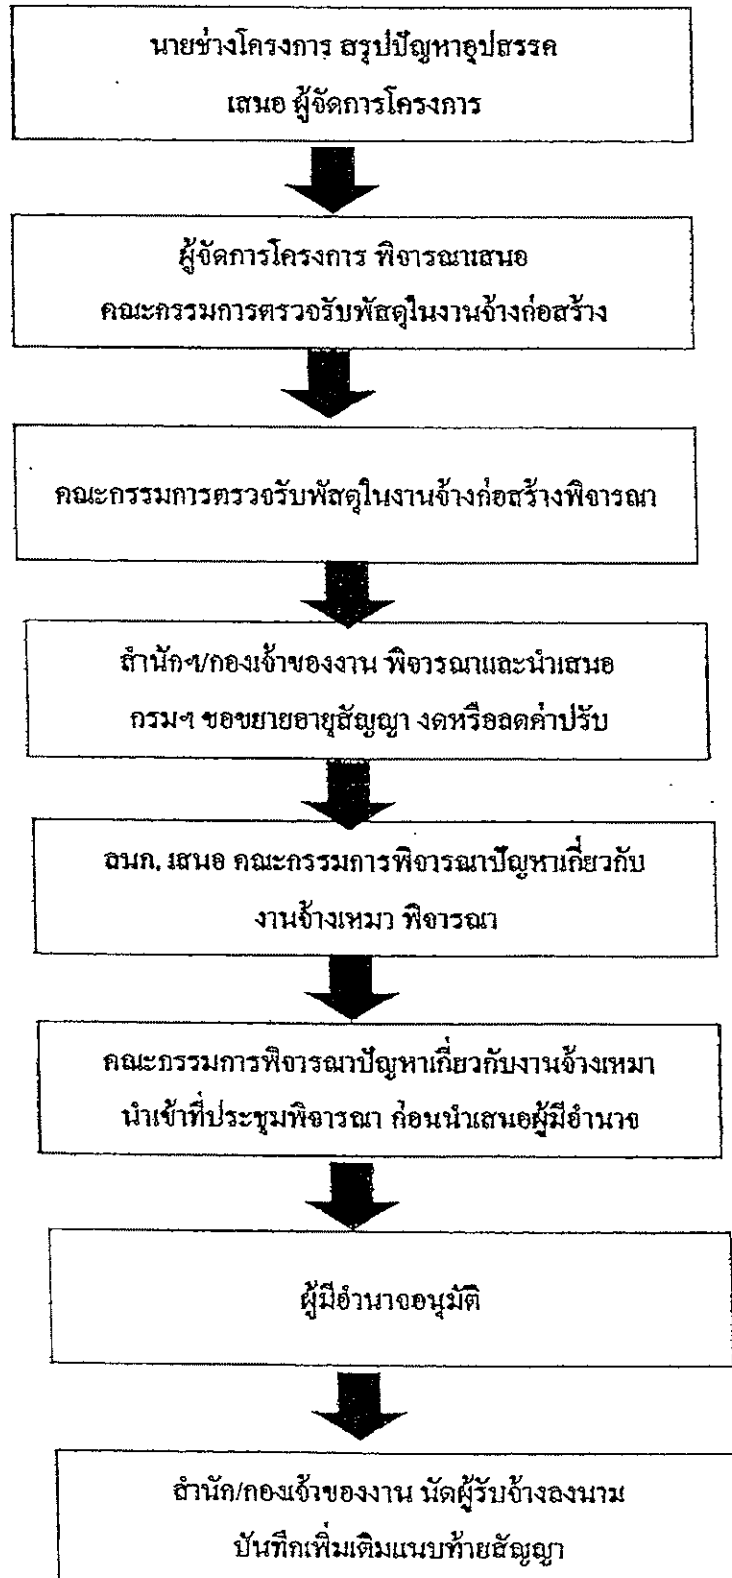 นายช่างโครงการ สรุปปัญหาอุปสรรค
เสนอ ผู้จัดการโครงการ
ผู้จัดการโครงการ พิจารณาเสนอ
คณะกรรมการตรวจรับพัสดุในงานจ้างก่อสร้าง
คณะกรรมการตรวจรับพัสดุในงานจ้างก่อสร้างพิจารณา
สำนักฯ/กองเจ้าของงาน พิจารณาและนำเสนอ
กรมฯ ขอขยายอายุสัญญา งดหรือลดค่าปรับ
ลนก. เสนอ คณะกรรมการพิจารณาปัญหาเกี่ยวกับ
งานจ้างเหมา พิจารณา
คณะกรรมการพิจารณาปัญหาเกี่ยวกับงานจ้างเหมา
นำเข้าที่ประชุมพิจารณา ก่อนนำเสนอผู้มีอำนาจ
ผู้มีอำนาจอนุมัติ
สำนัก/กองเจ้าของงาน นัดผู้รับจ้างลงนาม
บันทึกเพิ่มเติมแนบท้ายสัญญา